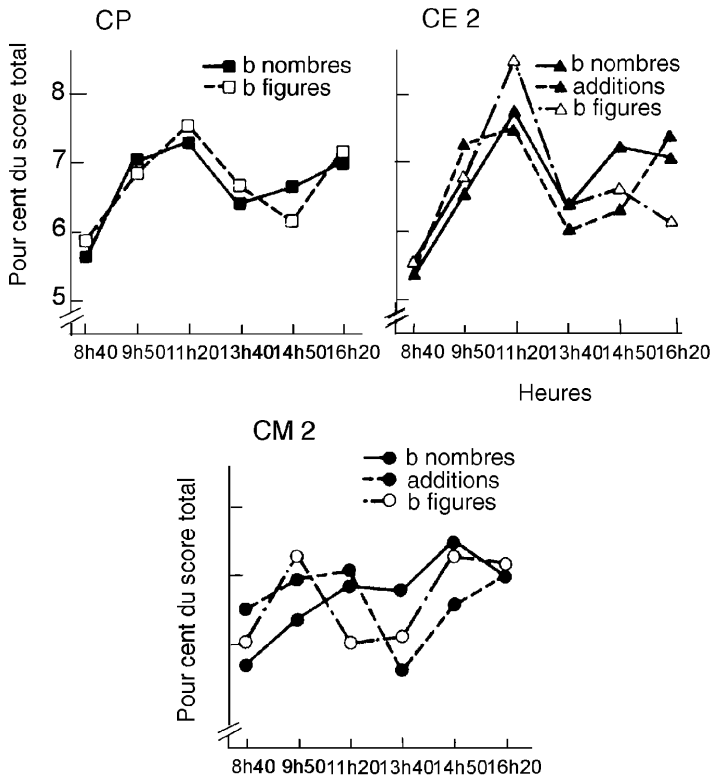 CP
Pour cent du score total
b nombres
b figures
8
7
6
5
8h40 9h50 11h20 13h40 14h50 16h20
CE 2
b nombres
additions
b figures
8h40 9h50 11h20 13h40 14h50 16h20
Heures
CM 2
Pour cent du score total
b nombres
additions
b figures
8h40 9h50 11h20 13h40 14h50 16h20